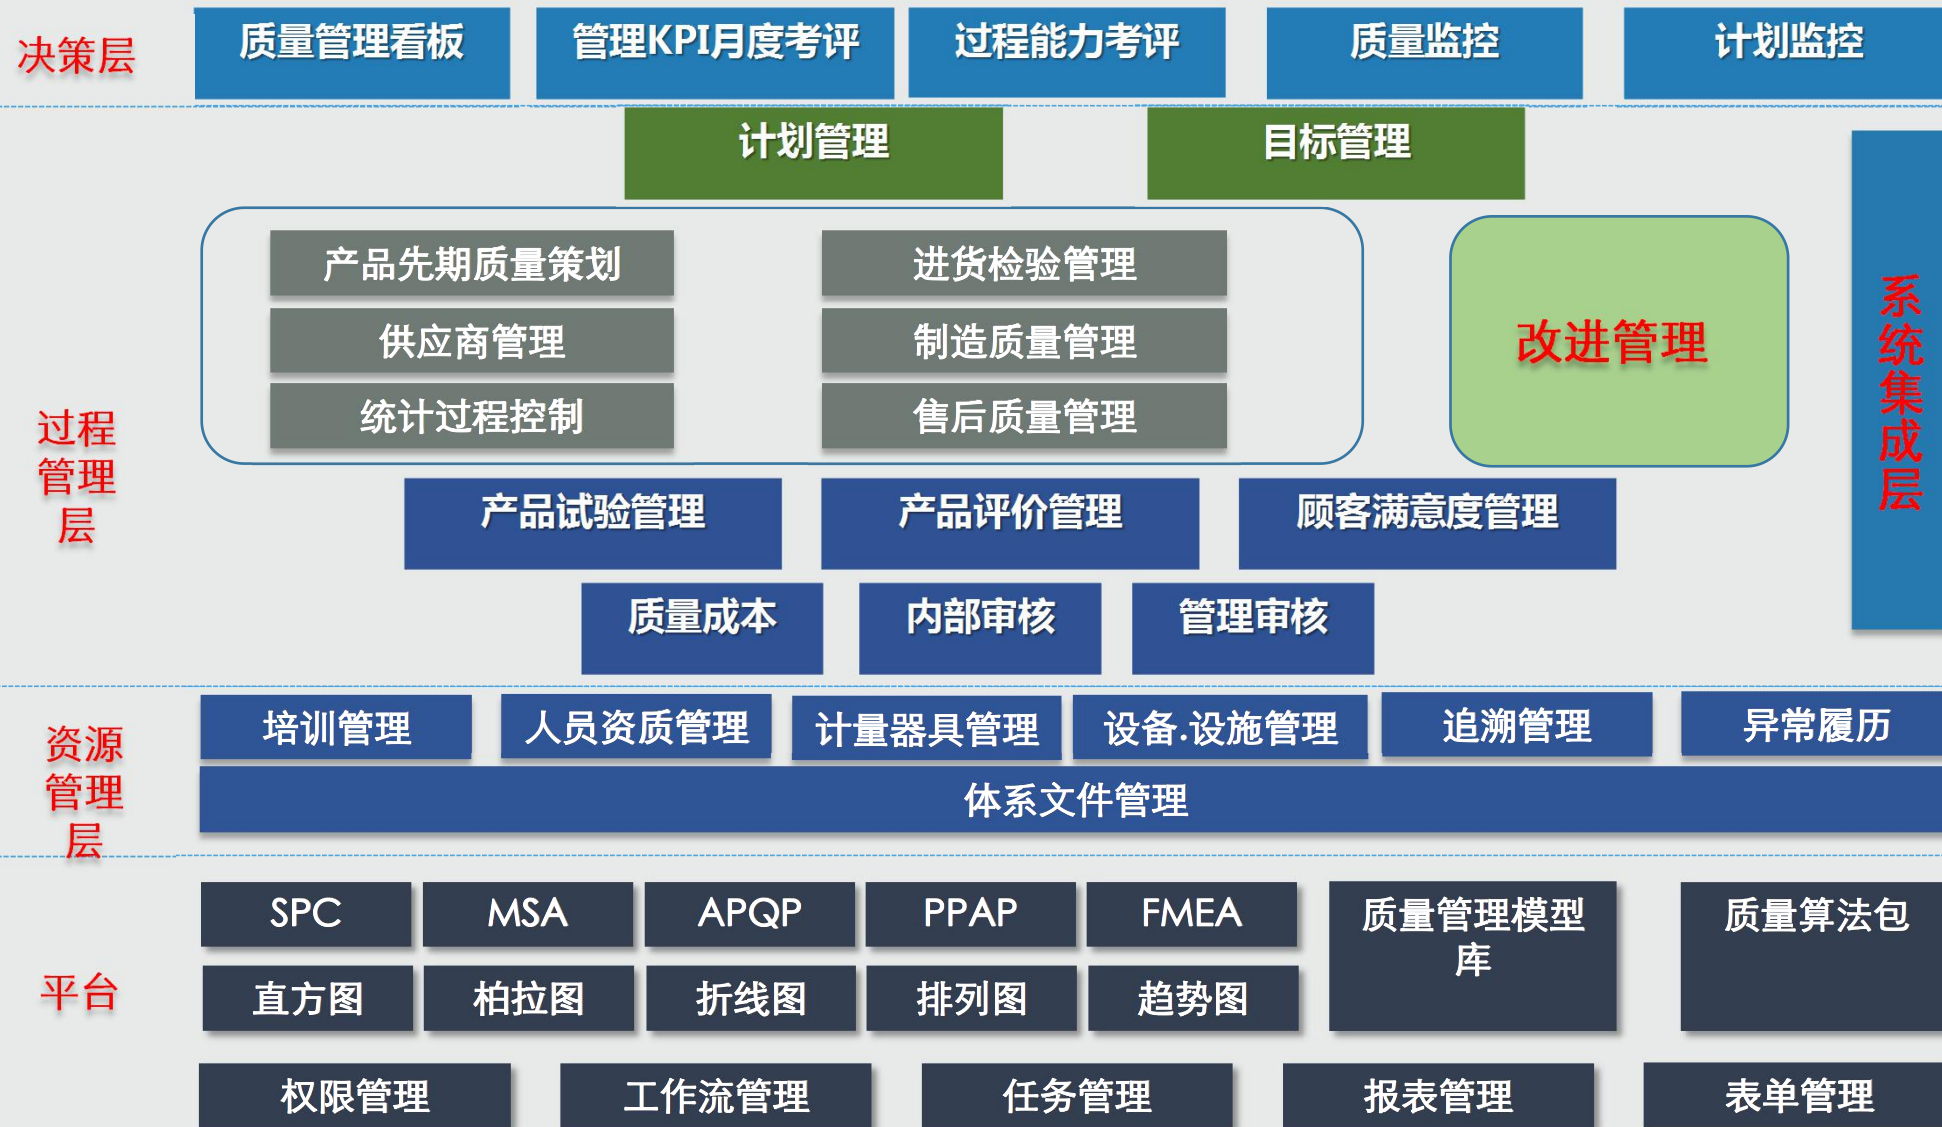 决策层
质量管理看板
管理KPI月度考评
过程能力考评
质量监控
计划监控
计划管理
目标管理
过程
管理
层
产品先期质量策划
进货检验管理
供应商管理
制造质量管理
统计过程控制
售后质量管理
改进管理
系
统
集
成
层
产品试验管理
产品评价管理
顾客满意度管理
质量成本
内部审核
管理审核
资源
管理
层
培训管理
人员资质管理
计量器具管理
设备.设施管理
追溯管理
异常履历
体系文件管理
平台
SPC
MSA
APQP
PPAP
FMEA
质量管理模型
库
质量算法包
直方图
柏拉图
折线图
排列图
趋势图
权限管理
工作流管理
任务管理
报表管理
表单管理